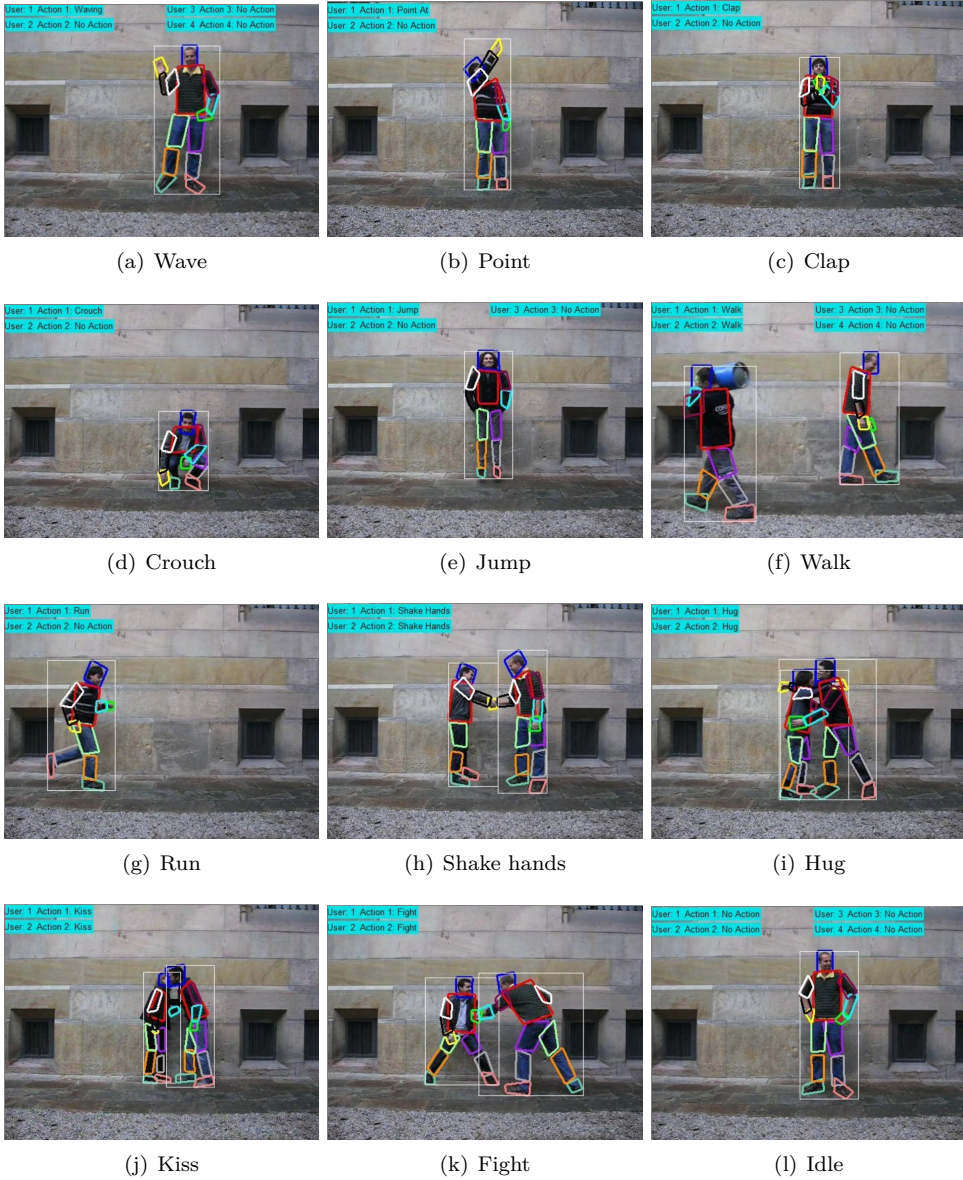 User: 1 Action 1: Waving User: 3 Action 3: No Action
User: 2 Action 2: No Action User: 4 Action 4: No Action
User: 1 Action 1: Point At
User: 2 Action 2: No Action
User: 1 Action 1: Clap
User: 2 Action 2: No Action
(a) Wave
(b) Point
(c) Clap
User: 1 Action 1: Crouch
User: 2 Action 2: No Action
User: 1 Action 1: Jump User: 3 Action 3: No Action
User: 2 Action 2: No Action
User: 1 Action 1: Walk User: 3 Action 3: No Action
User: 2 Action 2: Walk User: 4 Action 4: No Action
(d) Crouch
(e) Jump
(f) Walk
User: 1 Action 1: Run
User: 2 Action 2: No Action
User: 1 Action 1: Shake Hands
User: 2 Action 2: Shake Hands
User: 1 Action 1: Hug
User: 2 Action 2: Hug
(g) Run
(h) Shake hands
(i) Hug
User: 1 Action 1: Kiss
User: 2 Action 2: Kiss
User: 1 Action 1: Fight
User: 2 Action 2: Fight
User: 1 Action 1: No Action User: 3 Action 3: No Action
User: 2 Action 2: No Action User: 4 Action 4: No Action
(j) Kiss
(k) Fight
(l) Idle